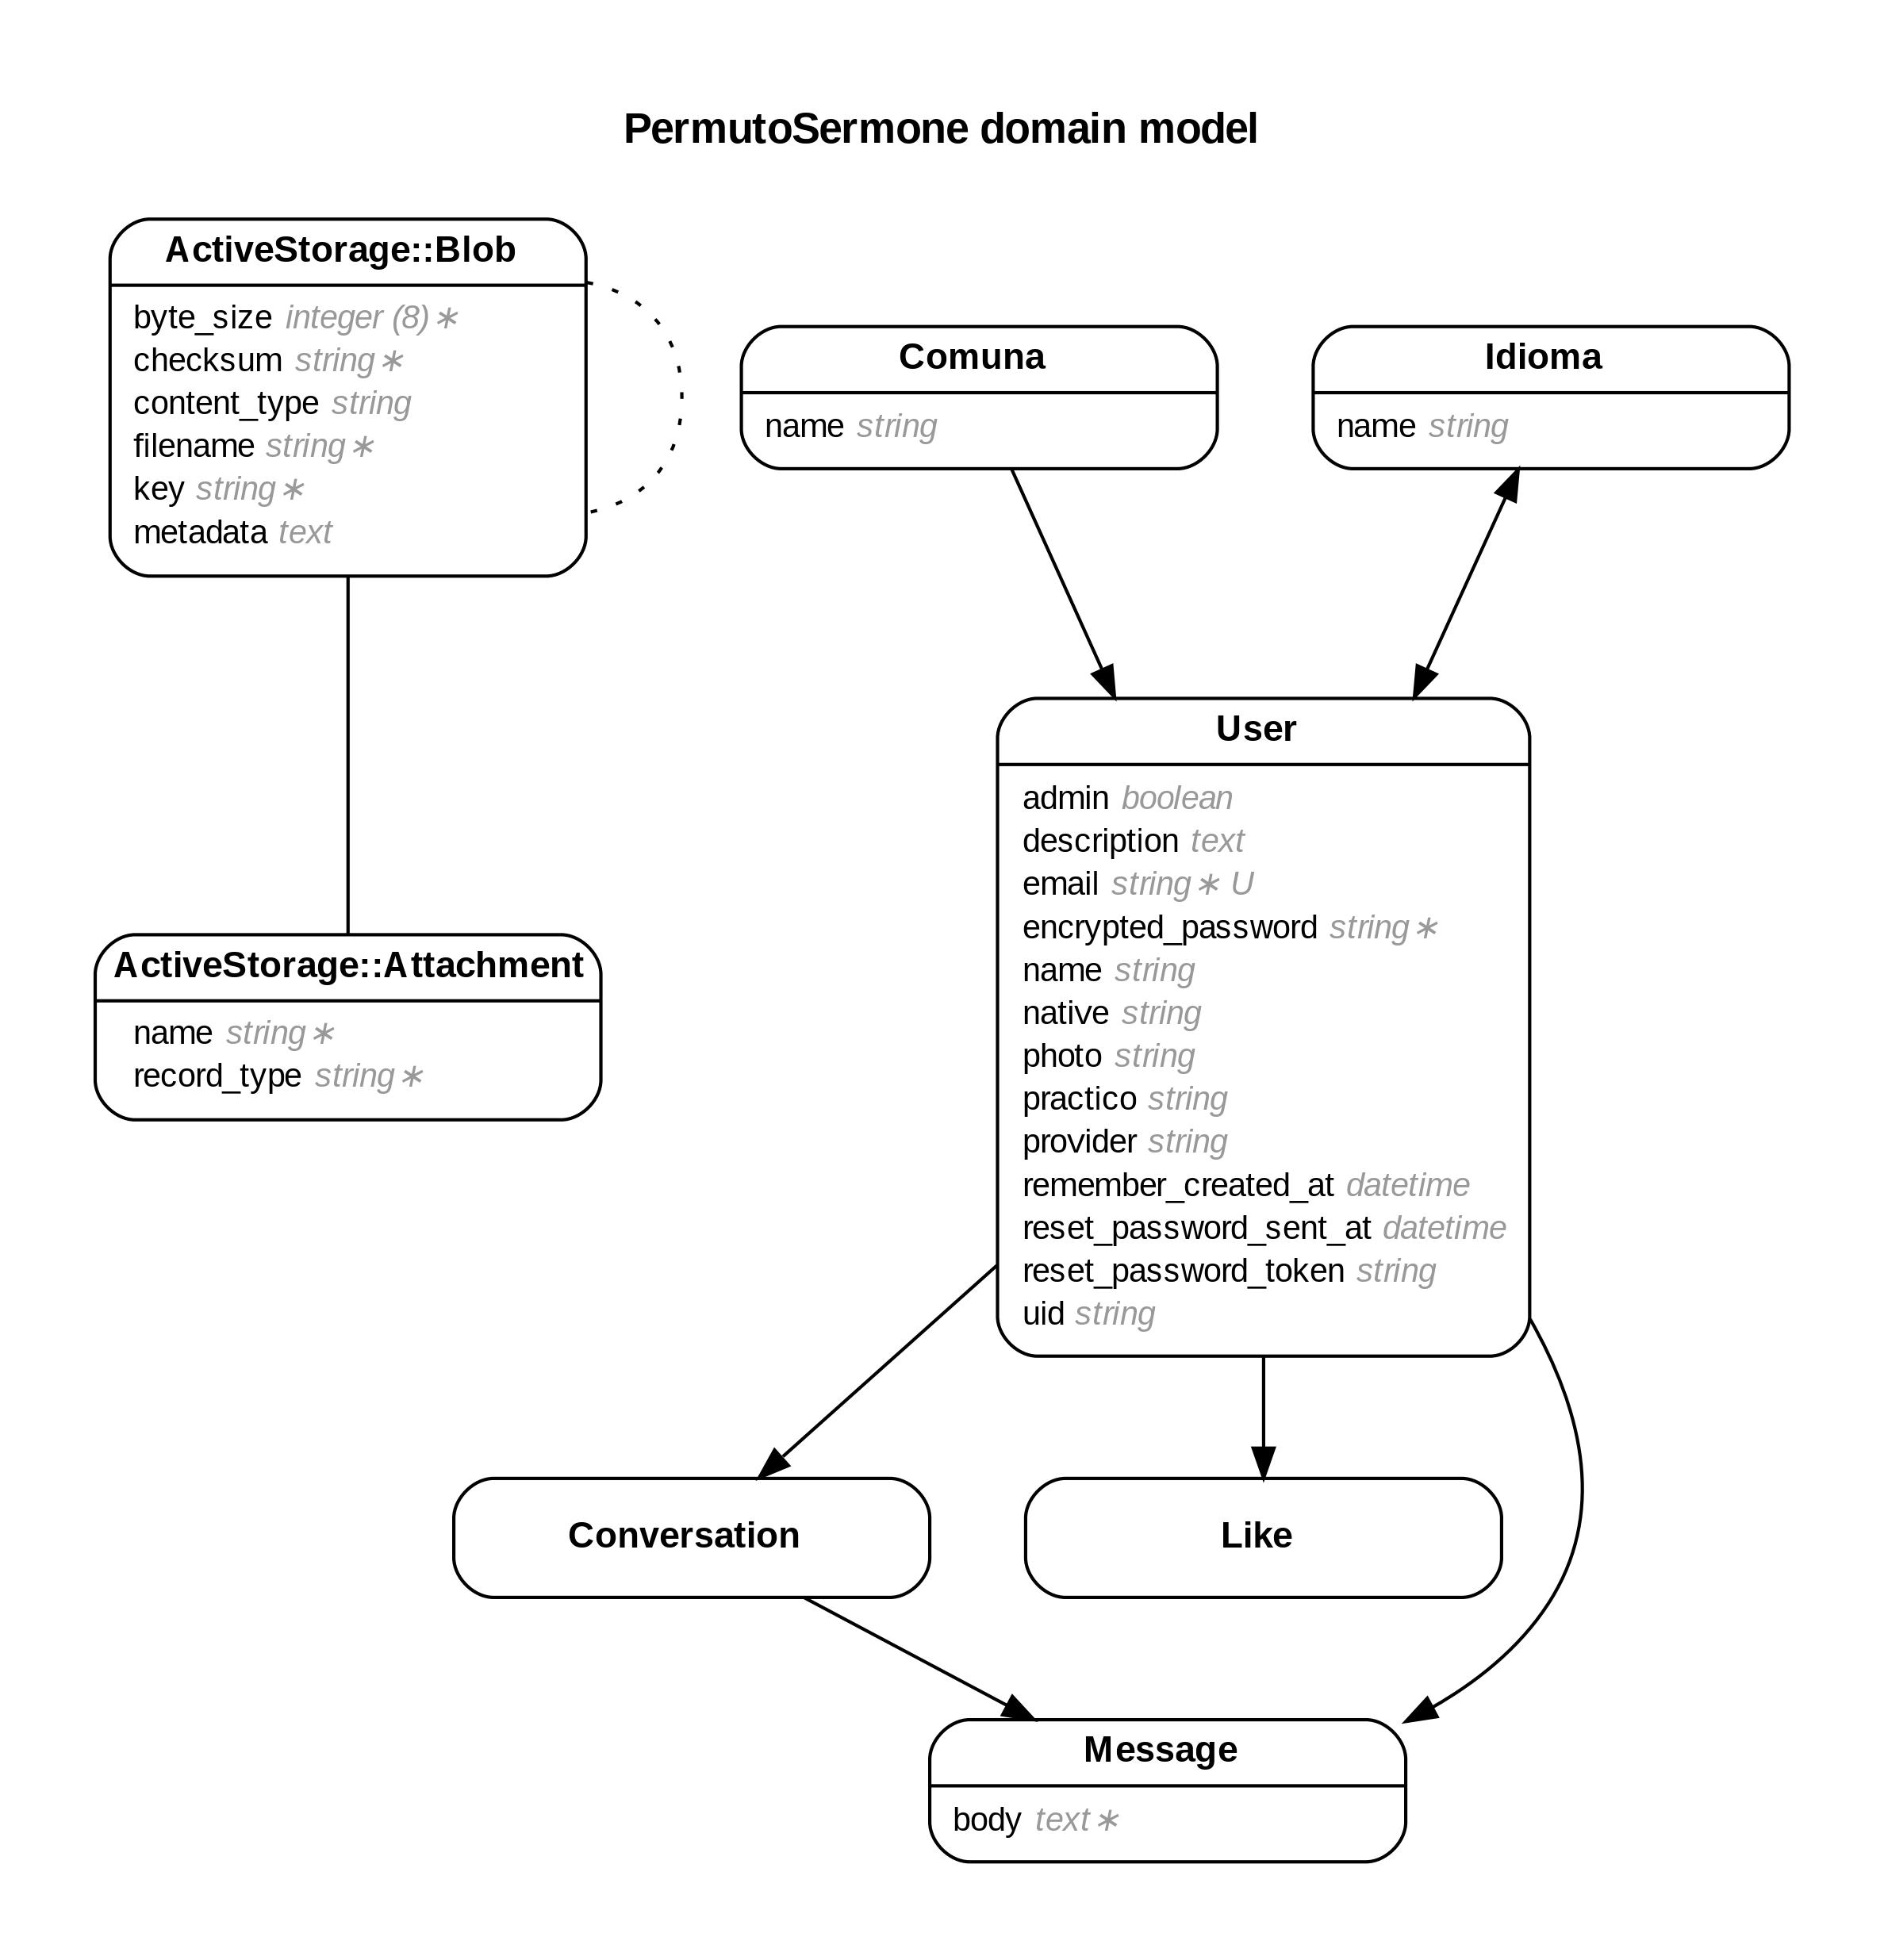 PermutoSermone domain model
ActiveStorage::Blob
byte_size integer (8) ∗
checksum string ∗
content_type string
filename string ∗
key string ∗
metadata text
Comuna
name string
Idioma
name string
User
admin boolean
description text
email string ∗ U
encrypted_password string ∗
name string
native string
photo string
practico string
provider string
remember_created_at datetime
reset_password_sent_at datetime
reset_password_token string
uid string
ActiveStorage::Attachment
name string ∗
record_type string ∗
Conversation
Like
Message
body text ∗